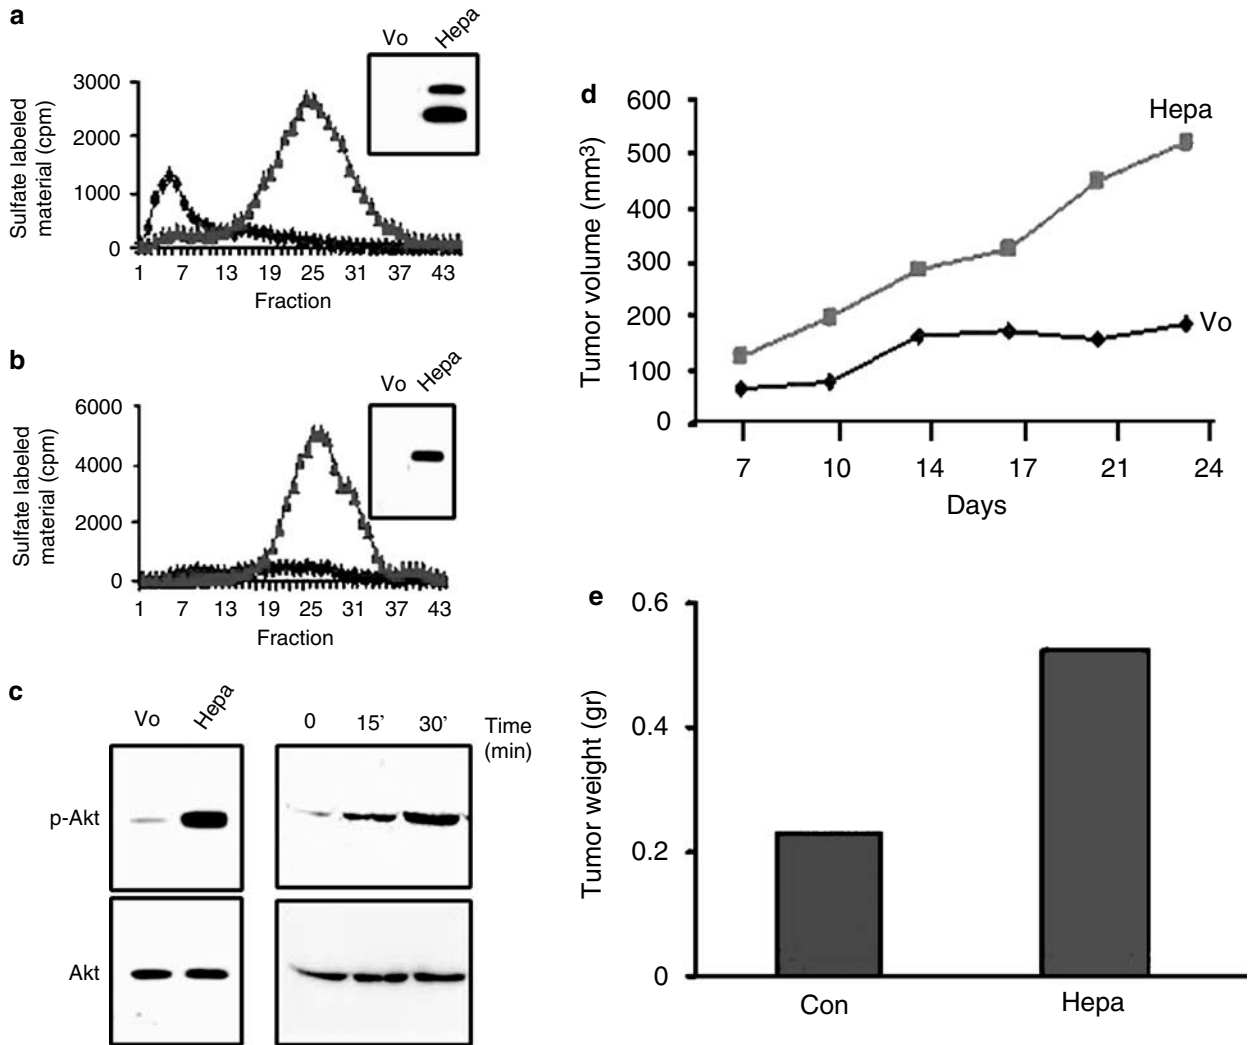 a
Vo Hepa
Sulfate labeled
material (cpm)
3000
2000
1000
0
1 7 13 19 25 31 37 43
Fraction
b
Vo Hepa
Sulfate labeled
material (cpm)
6000
4000
2000
0
1 7 13 19 25 31 37 43
Fraction
c
Vo Hepa
0 15’ 30’ Time
(min)
p-Akt
Akt
d
Tumor volume (mm³)
600
500
400
300
200
100
0
Hepa
Vo
7 10 14 17 21 24
Days
e
Tumor weight (gr)
0.6
0.4
0.2
0
Con Hepa